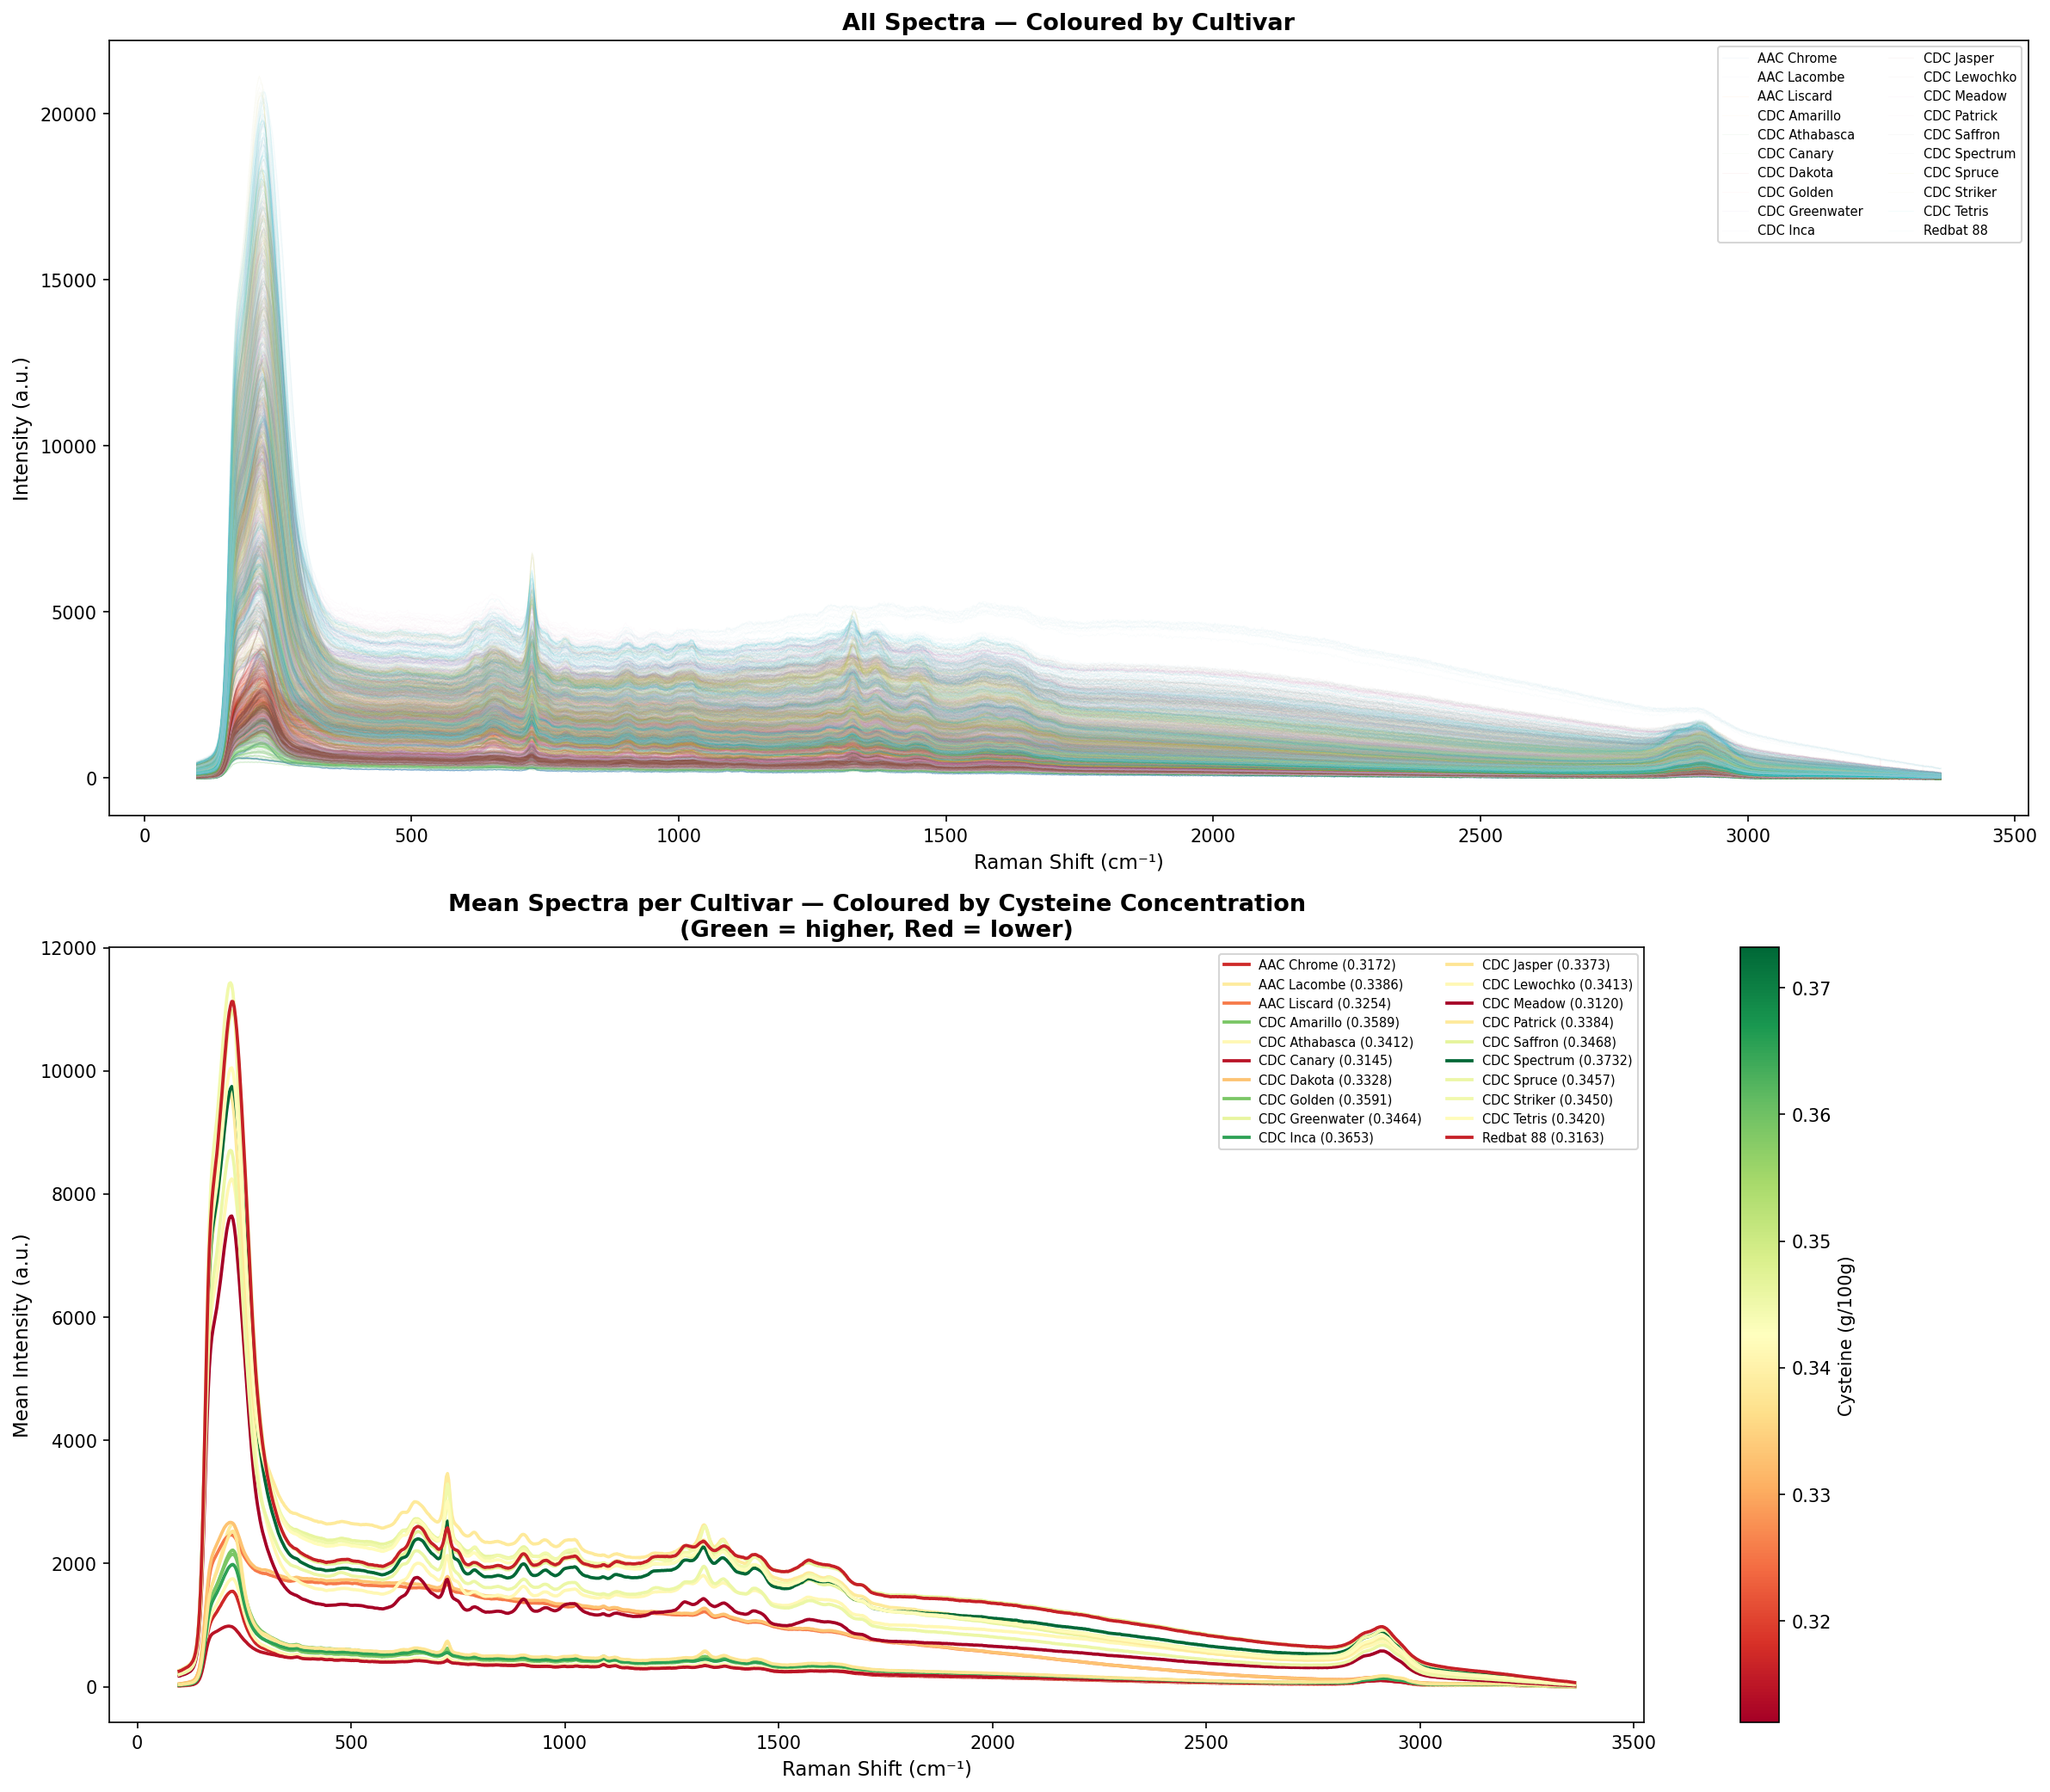 All Spectra — Coloured by Cultivar
Intensity (a.u.)
20000
15000
10000
5000
0
0 500 1000 1500 2000 2500 3000 3500
Raman Shift (cm⁻¹)
AAC Chrome
AAC Lacombe
AAC Liscard
CDC Amarillo
CDC Athabasca
CDC Canary
CDC Dakota
CDC Golden
CDC Greenwater
CDC Inca
CDC Jasper
CDC Lewochko
CDC Meadow
CDC Patrick
CDC Saffron
CDC Spectrum
CDC Spruce
CDC Striker
CDC Tetris
Redbat 88
Mean Spectra per Cultivar — Coloured by Cysteine Concentration
(Green = higher, Red = lower)
Mean Intensity (a.u.)
12000
10000
8000
6000
4000
2000
0
0 500 1000 1500 2000 2500 3000 3500
Raman Shift (cm⁻¹)
AAC Chrome (0.3172)
AAC Lacombe (0.3386)
AAC Liscard (0.3254)
CDC Amarillo (0.3589)
CDC Athabasca (0.3412)
CDC Canary (0.3145)
CDC Dakota (0.3328)
CDC Golden (0.3591)
CDC Greenwater (0.3464)
CDC Inca (0.3653)
CDC Jasper (0.3373)
CDC Lewochko (0.3413)
CDC Meadow (0.3120)
CDC Patrick (0.3384)
CDC Saffron (0.3468)
CDC Spectrum (0.3732)
CDC Spruce (0.3457)
CDC Striker (0.3450)
CDC Tetris (0.3420)
Redbat 88 (0.3163)
0.37
0.36
0.35
0.34
0.33
0.32
Cysteine (g/100g)